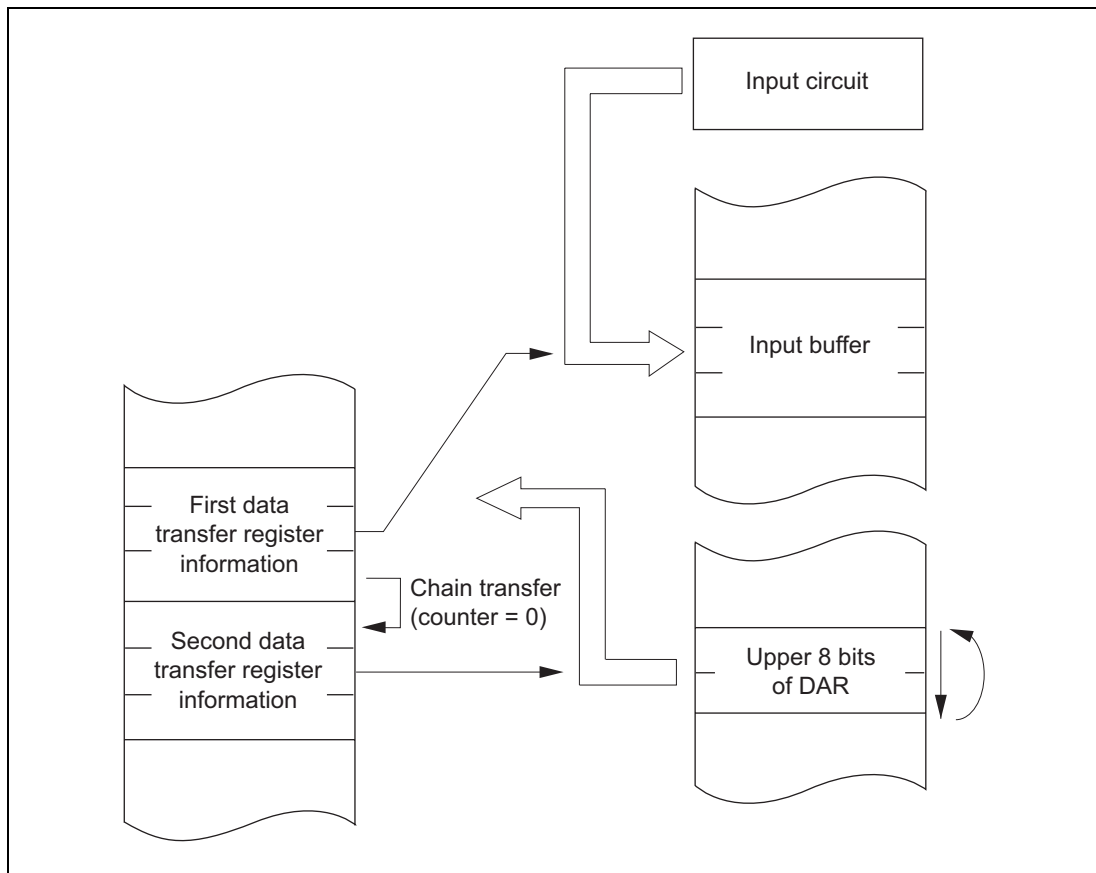 Input circuit
Input buffer
First data
transfer register
information
Chain transfer
(counter = 0)
Second data
transfer register
information
Upper 8 bits
of DAR